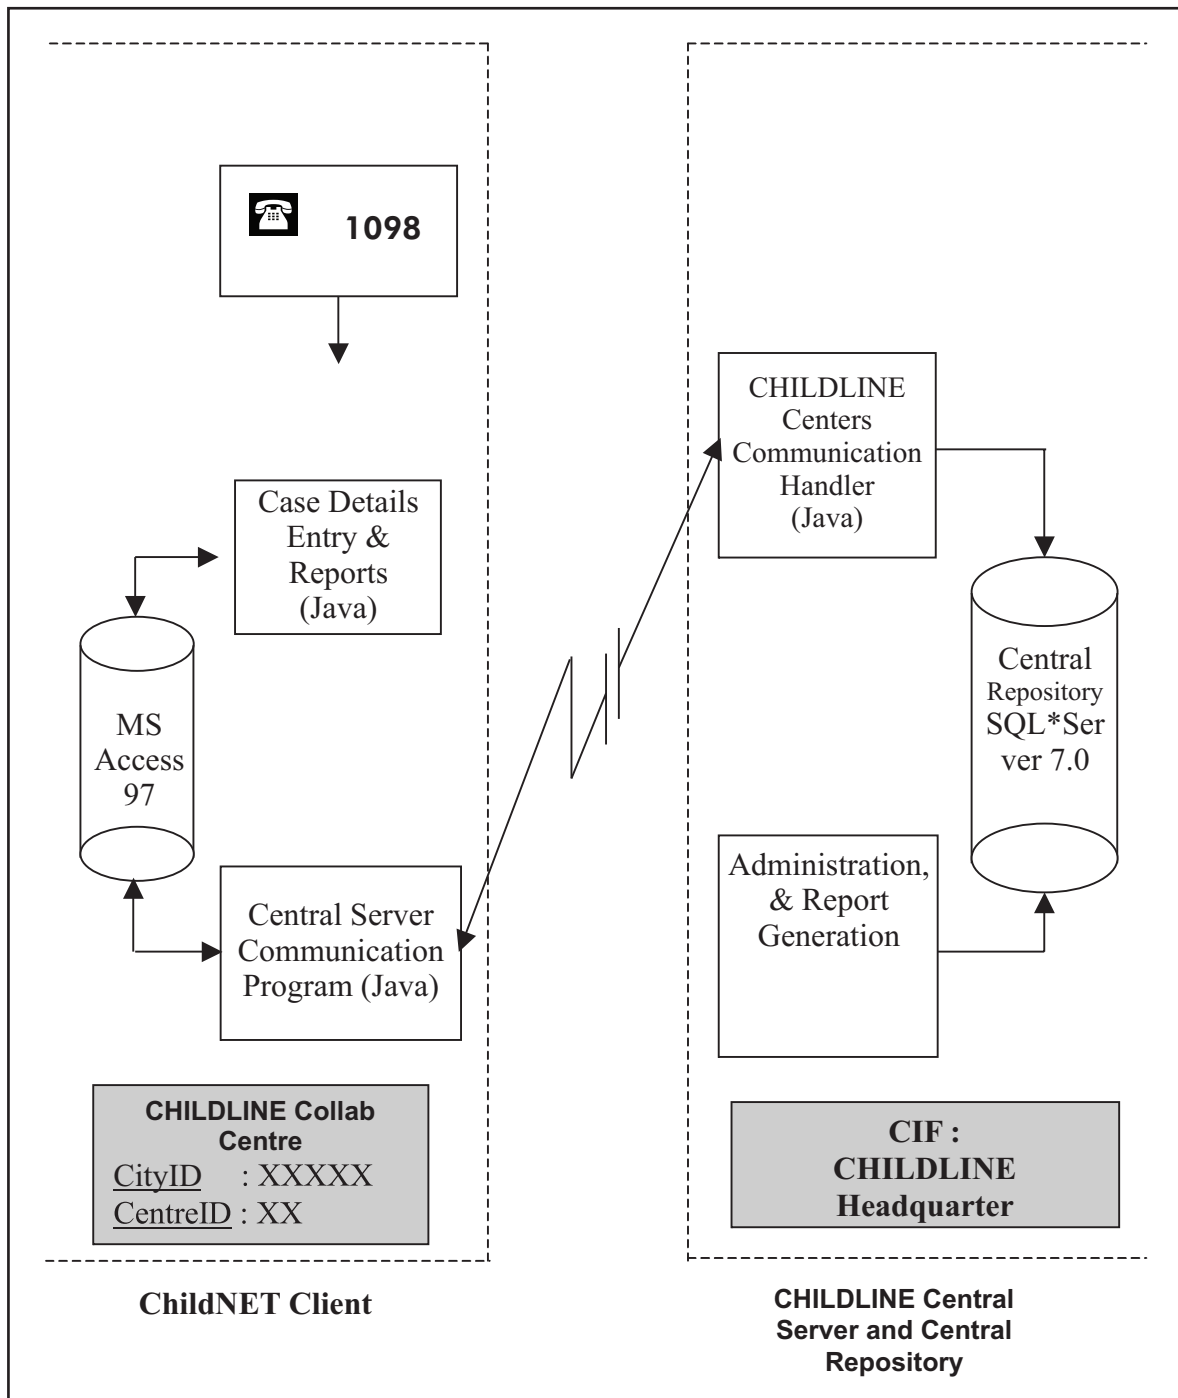 1098
Case Details
Entry &
Reports
(Java)
MS
Access
97
Central Server
Communication
Program (Java)
CHILDLINE Collab
Centre
CityID : XXXXX
CentreID : XX
ChildNET Client
CHILDLINE
Centers
Communication
Handler
(Java)
Central
Repository
SQL*Ser
ver 7.0
Administration,
& Report
Generation
CIF :
CHILDLINE
Headquarter
CHILDLINE Central
Server and Central
Repository